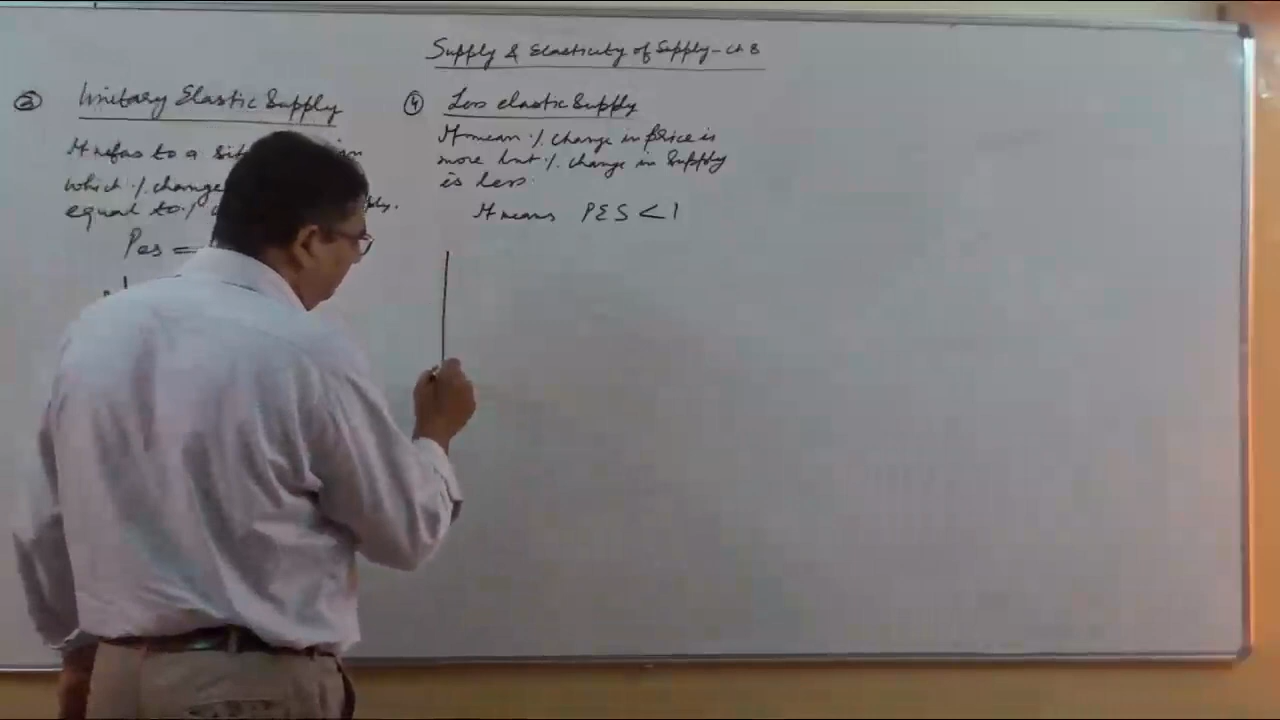 Supply & Elasticity of Supply - Ch 8
③ Unitary Elastic Supply
It refers to a sit in
which % change
equal to %
Pes =
④ Less elastic Supply
It mean % change in price is
more but % change in Supply
is less.
It means PES < 1